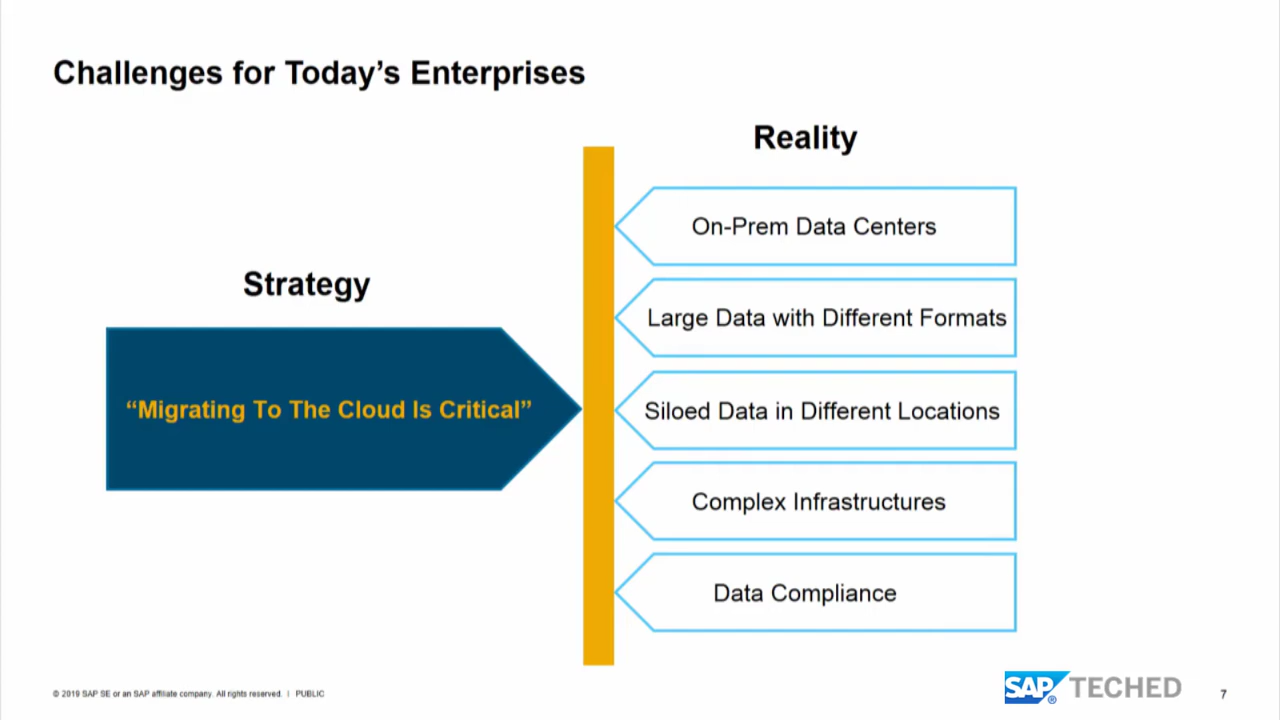 Challenges for Today’s Enterprises
Reality
On-Prem Data Centers
Strategy
Large Data with Different Formats
“Migrating To The Cloud Is Critical”
Siloed Data in Different Locations
Complex Infrastructures
Data Compliance
© 2019 SAP SE or an SAP affiliate company. All rights reserved. | PUBLIC
SAP® TECHED
7